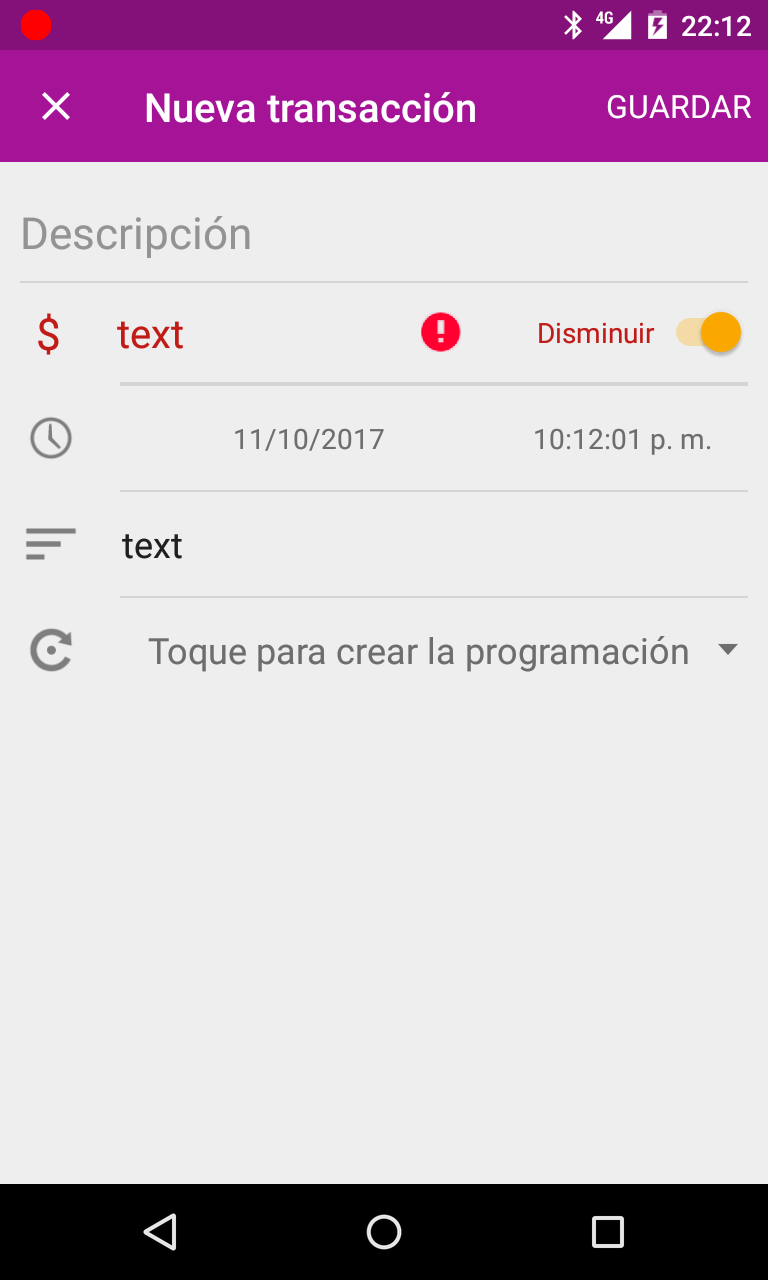 4G 22:12
Nueva transacción GUARDAR
Descripción
$ text Disminuir
11/10/2017 10:12:01 p. m.
text
Toque para crear la programación